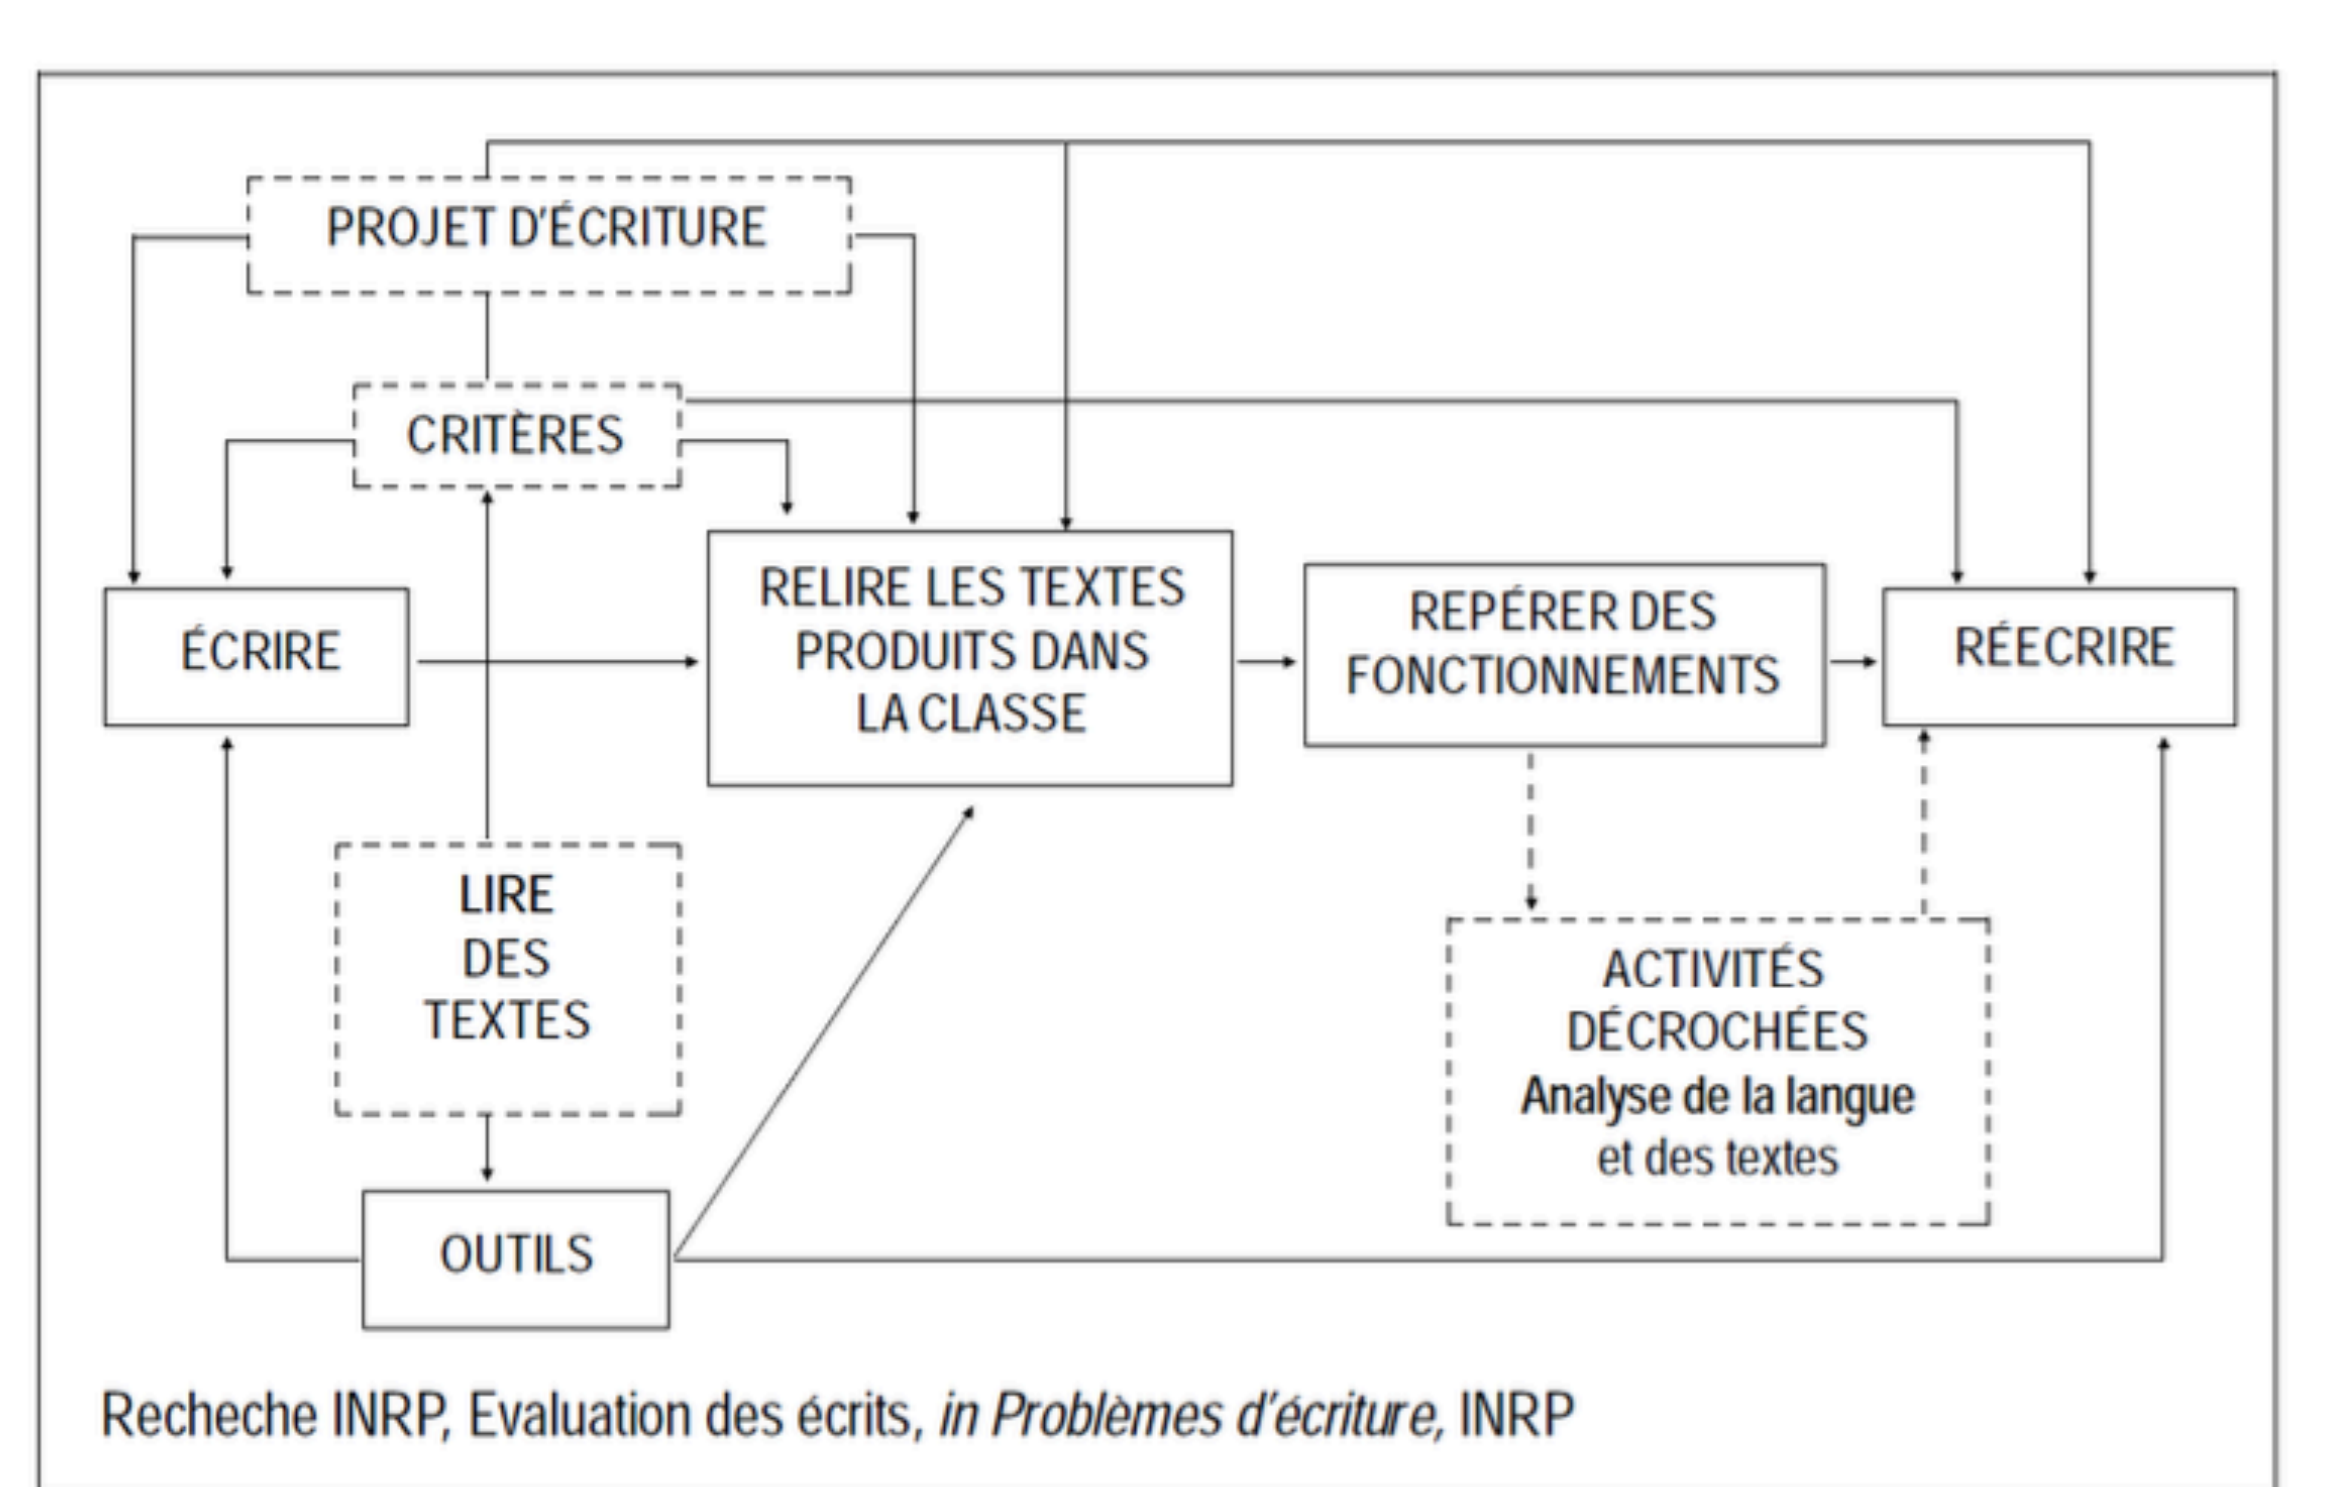 PROJET D'ÉCRITURE
CRITÈRES
ÉCRIRE
RELIRE LES TEXTES
PRODUITS DANS
LA CLASSE
REPÉRER DES
FONCTIONNEMENTS
RÉECRIRE
LIRE
DES
TEXTES
ACTIVITÉS
DÉCROCHÉES
Analyse de la langue
et des textes
OUTILS
Recheche INRP, Evaluation des écrits, in Problèmes d'écriture, INRP